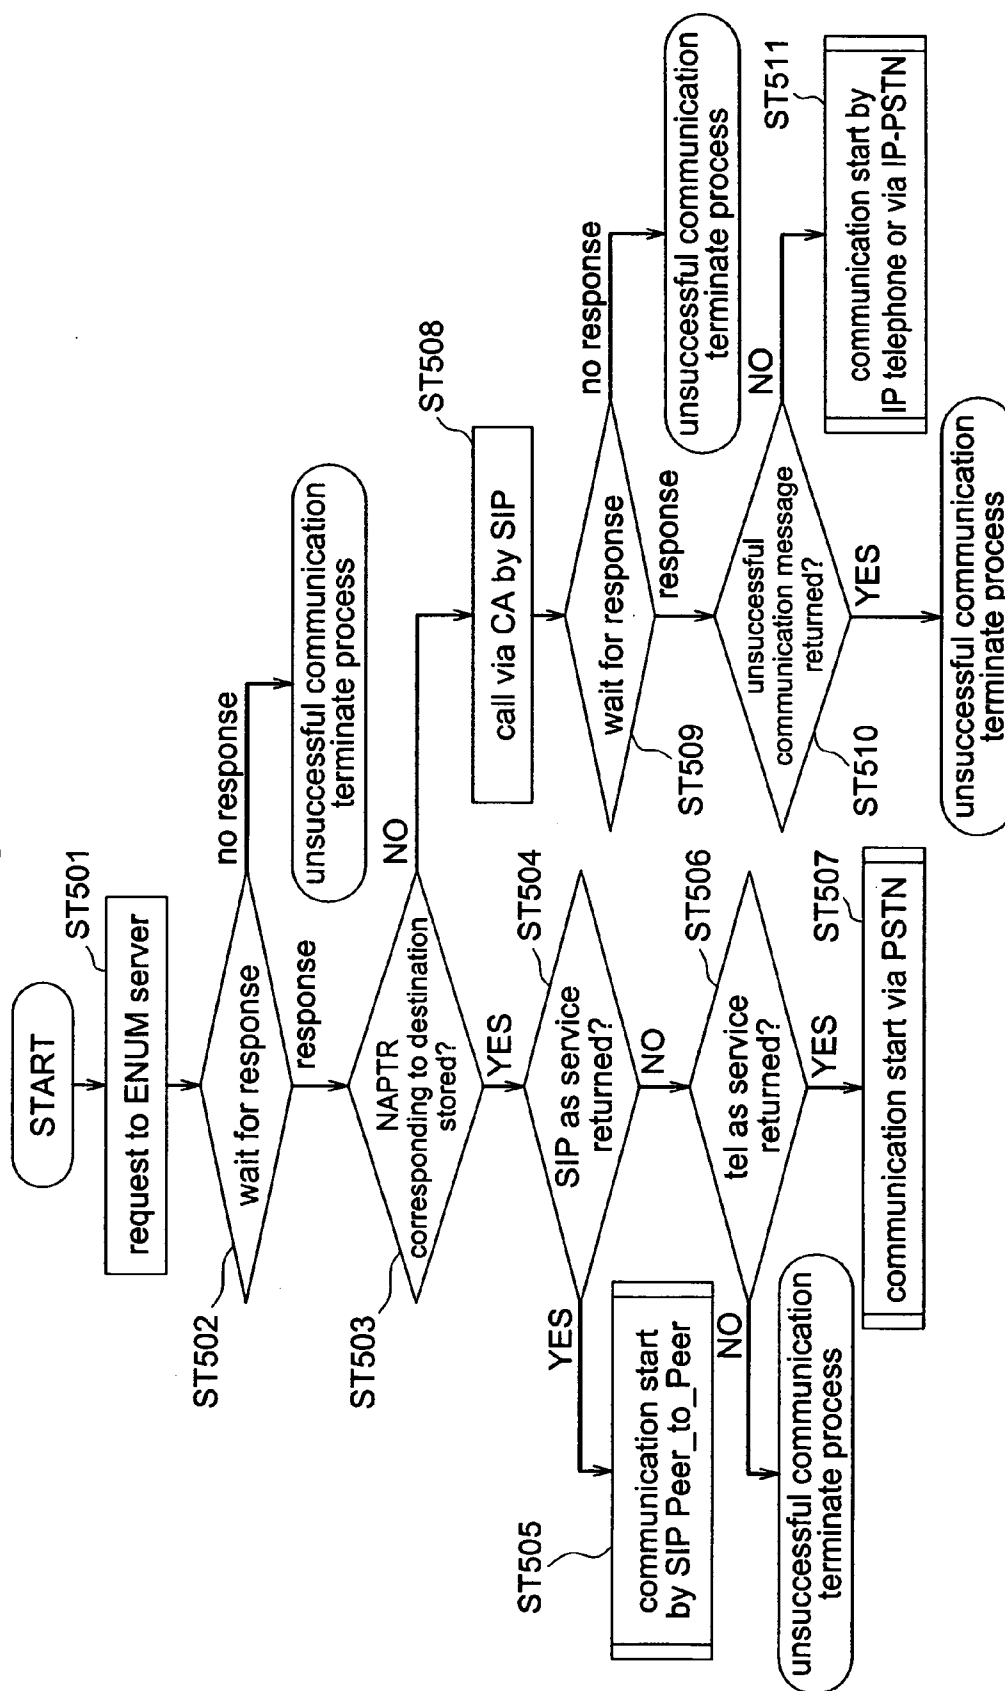 START
ST501
request to ENUM server
ST502
wait for response
no response
unsuccessful communication
terminate process
response
ST503
NAPTR
corresponding to destination
stored?
NO
YES
ST504
SIP as service
returned?
YES
ST505
communication start
by SIP Peer_to_Peer
NO
ST506
tel as service
returned?
NO
unsuccessful communication
terminate process
YES
ST507
communication start via PSTN
ST508
call via CA by SIP
ST509
wait for response
no response
unsuccessful communication
terminate process
response
ST510
unsuccessful
communication message
returned?
NO
ST511
communication start by
IP telephone or via IP-PSTN
YES
unsuccessful communication
terminate process